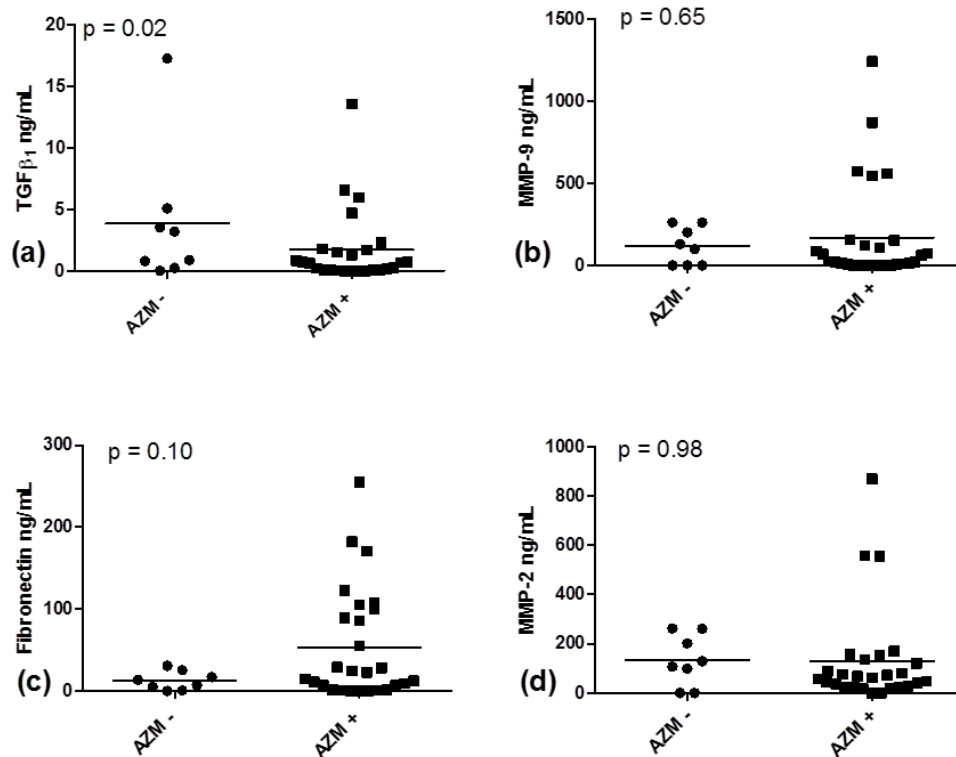 p = 0.02
TGFβ1 ng/mL
20
15
10
5
0
(a)
AZM -
AZM +
p = 0.65
MMP-9 ng/mL
1500
1000
500
0
(b)
AZM -
AZM +
p = 0.10
Fibronectin ng/mL
300
200
100
0
(c)
AZM -
AZM +
p = 0.98
MMP-2 ng/mL
1000
800
600
400
200
0
(d)
AZM -
AZM +